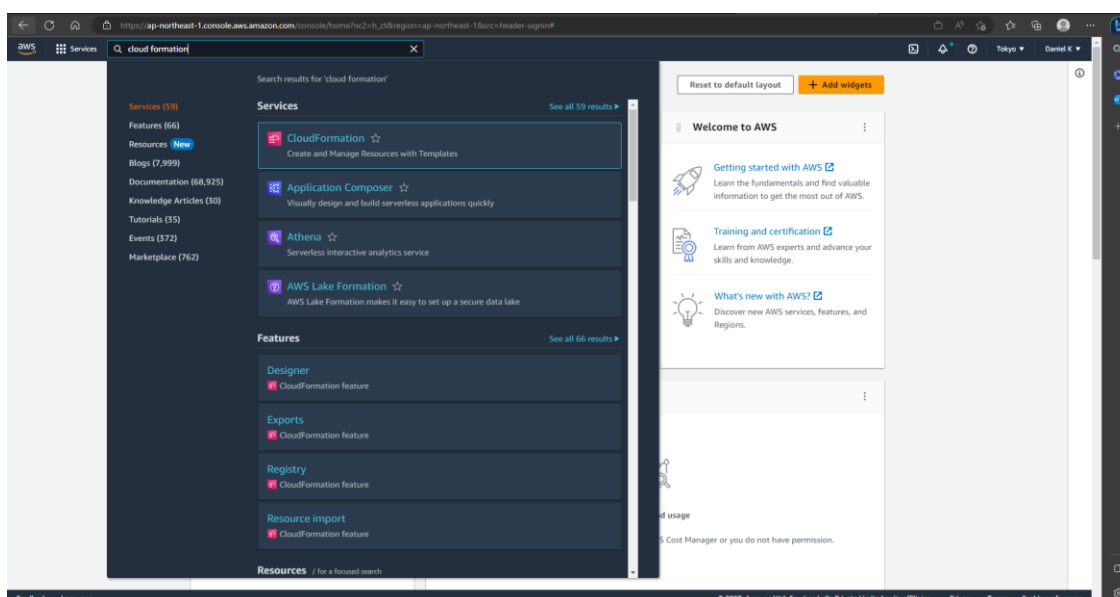 https://ap-northeast-1.console.aws.amazon.com/console/home?nc2=h_ct&region=ap-northeast-1&src=header-signin#
aws Services cloud formation Tokyo Daniel K
Search results for 'cloud formation'
Services (59)
Features (66)
Resources New
Blogs (7,999)
Documentation (68,925)
Knowledge Articles (30)
Tutorials (35)
Events (372)
Marketplace (762)
Services See all 59 results
CloudFormation
Create and Manage Resources with Templates
Application Composer
Visually design and build serverless applications quickly
Athena
Serverless interactive analytics service
AWS Lake Formation
AWS Lake Formation makes it easy to set up a secure data lake
Features See all 66 results
Designer
CloudFormation feature
Exports
CloudFormation feature
Registry
CloudFormation feature
Resource import
CloudFormation feature
Resources / for a focused search
Reset to default layout + Add widgets
Welcome to AWS
Getting started with AWS
Learn the fundamentals and find valuable
information to get the most out of AWS.
Training and certification
Learn from AWS experts and advance your
skills and knowledge.
What's new with AWS?
Discover new AWS services, features, and
Regions.
d usage
S Cost Manager or you do not have permission.